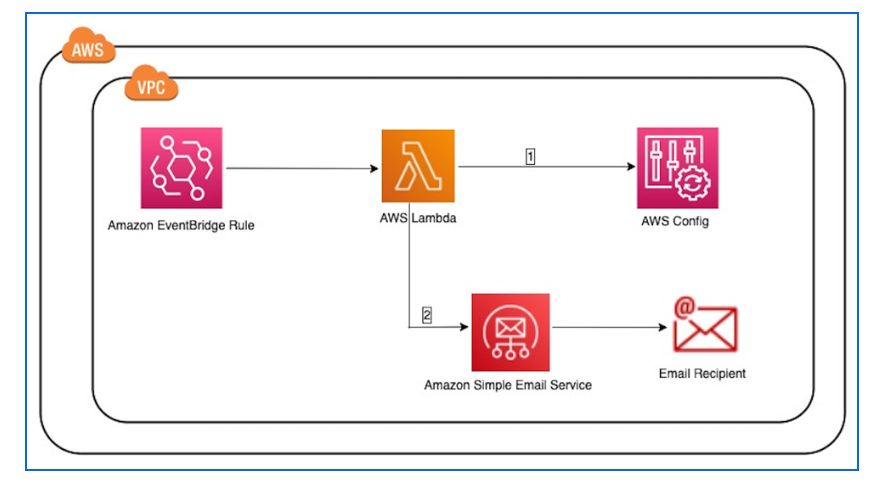 AWS
VPC
1
Amazon EventBridge Rule
AWS Lambda
AWS Config
2
@
Amazon Simple Email Service
Email Recipient